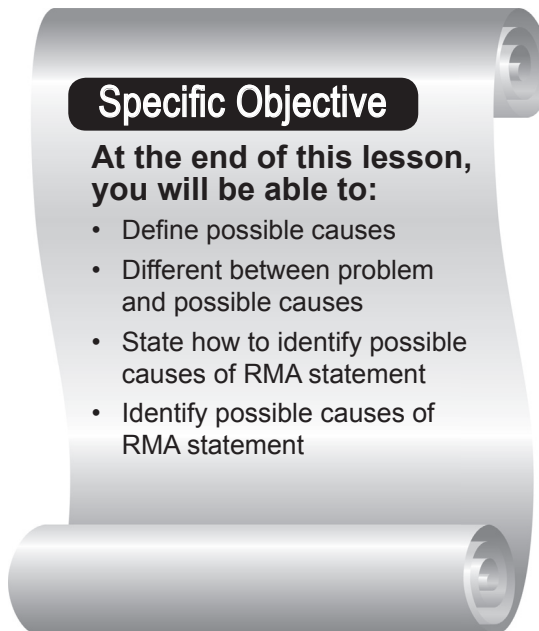 Specific Objective
At the end of this lesson,
you will be able to:
• Define possible causes
• Different between problem
and possible causes
• State how to identify possible
causes of RMA statement
• Identify possible causes of
RMA statement